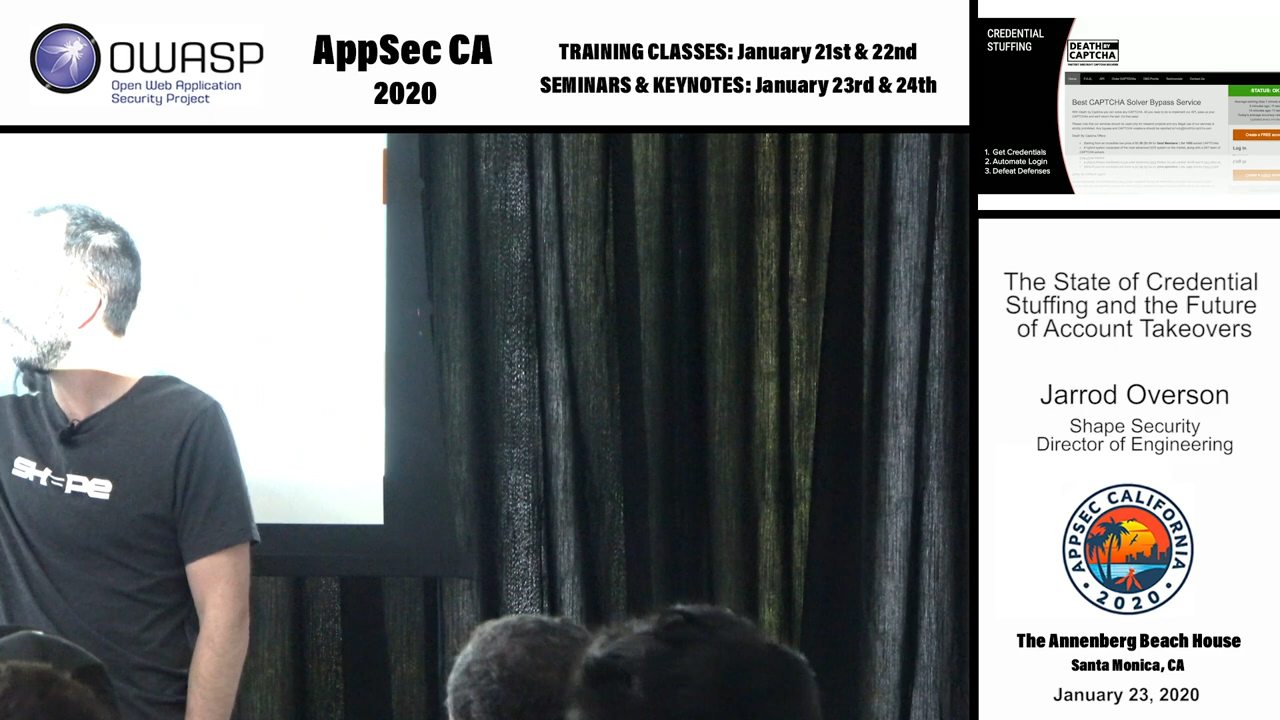 OWASP
Open Web Application
Security Project
AppSec CA
2020
TRAINING CLASSES: January 21st & 22nd
SEMINARS & KEYNOTES: January 23rd & 24th
CREDENTIAL
STUFFING
DEATH BY
CAPTCHA
STATUS: OK
Best CAPTCHA Solver Bypass Service
Log in
1. Get Credentials
2. Automate Login
3. Defeat Defenses
SHAPE
The State of Credential
Stuffing and the Future
of Account Takeovers
Jarrod Overson
Shape Security
Director of Engineering
APPSEC CALIFORNIA
• 2020 •
The Annenberg Beach House
Santa Monica, CA
January 23, 2020